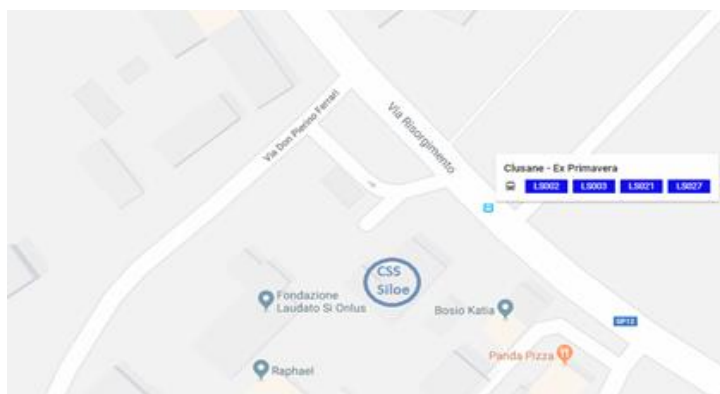 Via Don Pierino Ferrari
Via Risorgimento
Clusane - Ex Primavera
LS002 LS003 LS021 LS027
CSS
Siloe
Fondazione
Laudato Si Onlus
Bosio Katia
SP12
Panda Pizza
Raphael